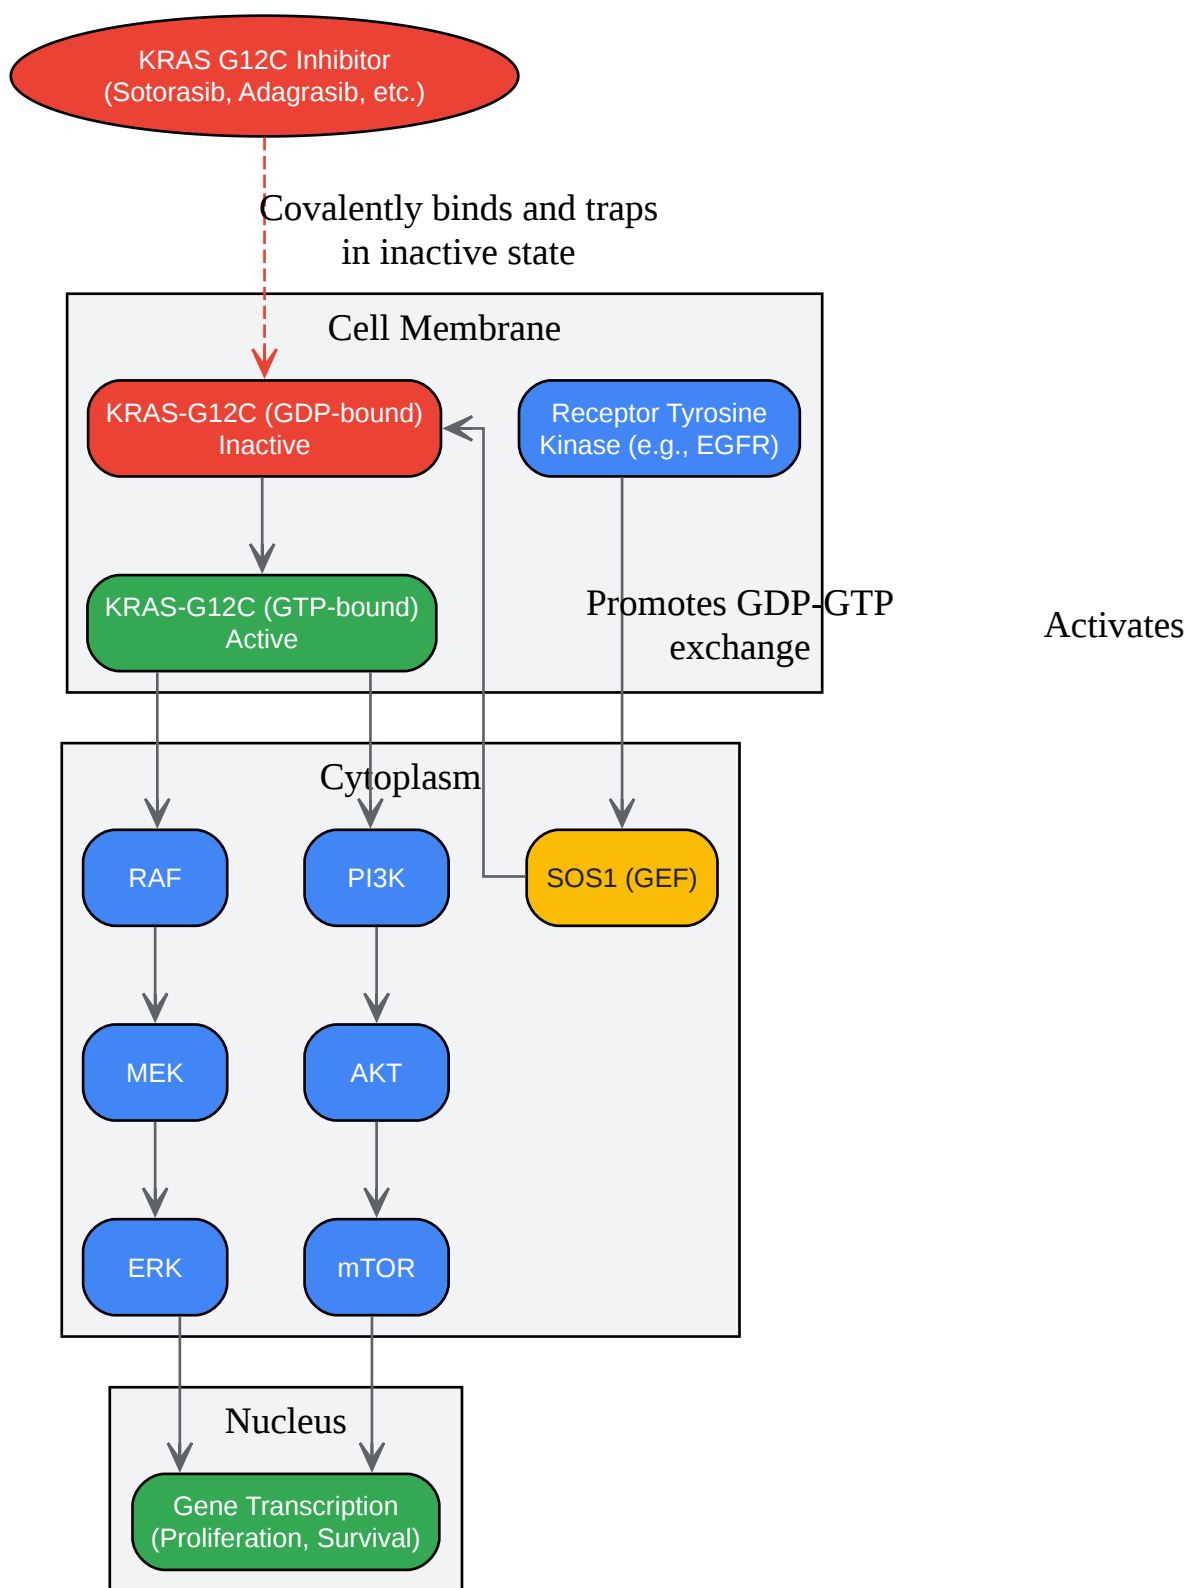 KRAS G12C Inhibitor
(Sotorasib, Adagrasib, etc.)
Covalently binds and traps
in inactive state
Cell Membrane
KRAS-G12C (GDP-bound)
Inactive
Receptor Tyrosine
Kinase (e.g., EGFR)
KRAS-G12C (GTP-bound)
Active
Promotes GDP-GTP
exchange
Activates
Cytoplasm
RAF
PI3K
SOS1 (GEF)
MEK
AKT
ERK
mTOR
Nucleus
Gene Transcription
(Proliferation, Survival)